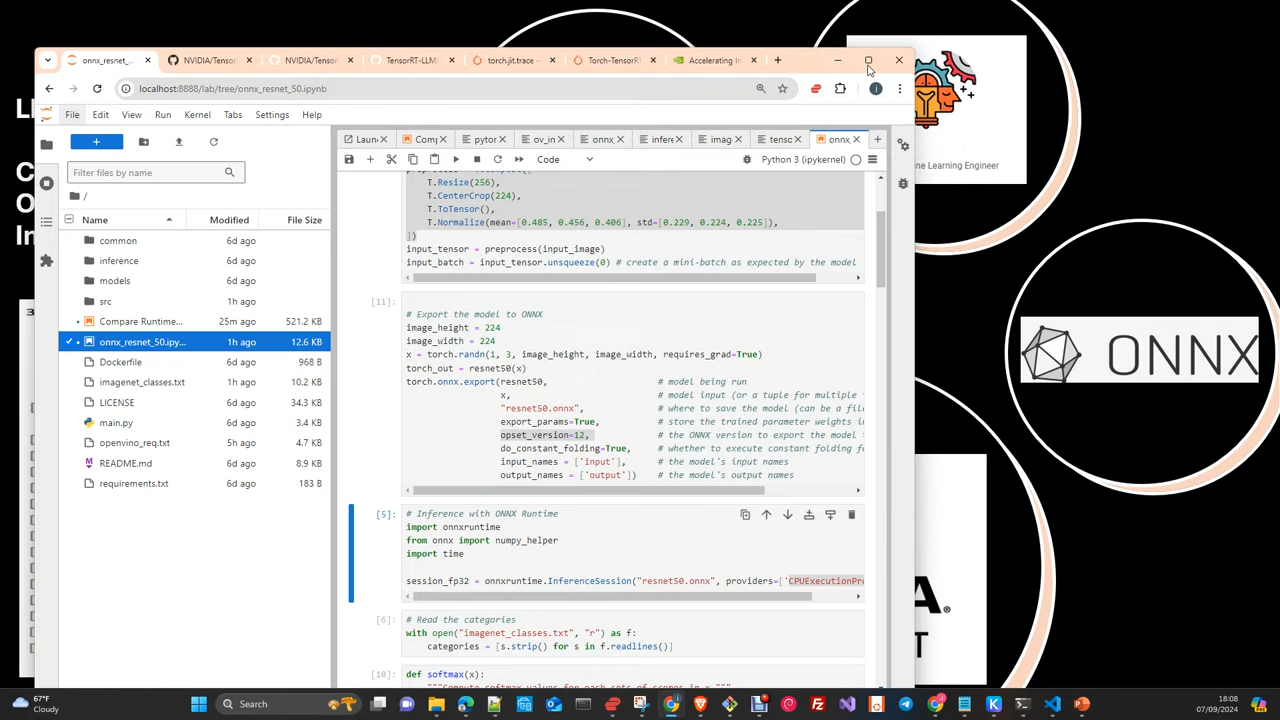 onnx_resnet_50.
NVIDIA/Tensor
NVIDIA/Tensor
TensorRT-LLM/
torch.jit.trace
Torch-TensorRT
Accelerating In
localhost:8888/lab/tree/onnx_resnet_50.ipynb
File Edit View Run Kernel Tabs Settings Help
Filter files by name
/
Name Modified File Size
common 6d ago
inference 6d ago
models 6d ago
src 1h ago
Compare Runtime... 25m ago 521.2 KB
onnx_resnet_50.ipy... 1h ago 12.6 KB
Dockerfile 6d ago 968 B
imagenet_classes.txt 1h ago 10.2 KB
LICENSE 6d ago 34.3 KB
main.py 6d ago 3.4 KB
openvino_req.txt 5h ago 4.7 KB
README.md 6d ago 8.9 KB
requirements.txt 6d ago 183 B
Code
Python 3 (ipykernel)
T.Resize(256),
T.CenterCrop(224),
T.ToTensor(),
T.Normalize(mean=[0.485, 0.456, 0.406], std=[0.229, 0.224, 0.225]),
])
input_tensor = preprocess(input_image)
input_batch = input_tensor.unsqueeze(0) # create a mini-batch as expected by the model
[11]:
# Export the model to ONNX
image_height = 224
image_width = 224
x = torch.randn(1, 3, image_height, image_width, requires_grad=True)
torch_out = resnet50(x)
torch.onnx.export(resnet50, # model being run
x, # model input (or a tuple for multiple
"resnet50.onnx", # where to save the model (can be a fil
export_params=True, # store the trained parameter weights i
opset_version=12, # the ONNX version to export the model
do_constant_folding=True, # whether to execute constant folding f
input_names = ['input'], # the model's input names
output_names = ['output']) # the model's output names
[5]:
# Inference with ONNX Runtime
import onnxruntime
from onnx import numpy_helper
import time
session_fp32 = onnxruntime.InferenceSession("resnet50.onnx", providers=['CPUExecutionPro
[6]:
# Read the categories
with open("imagenet_classes.txt", "r") as f:
categories = [s.strip() for s in f.readlines()]
[10]:
def softmax(x):
ine Learning Engineer
ONNX
67°F
Cloudy
Search
18:08
07/09/2024